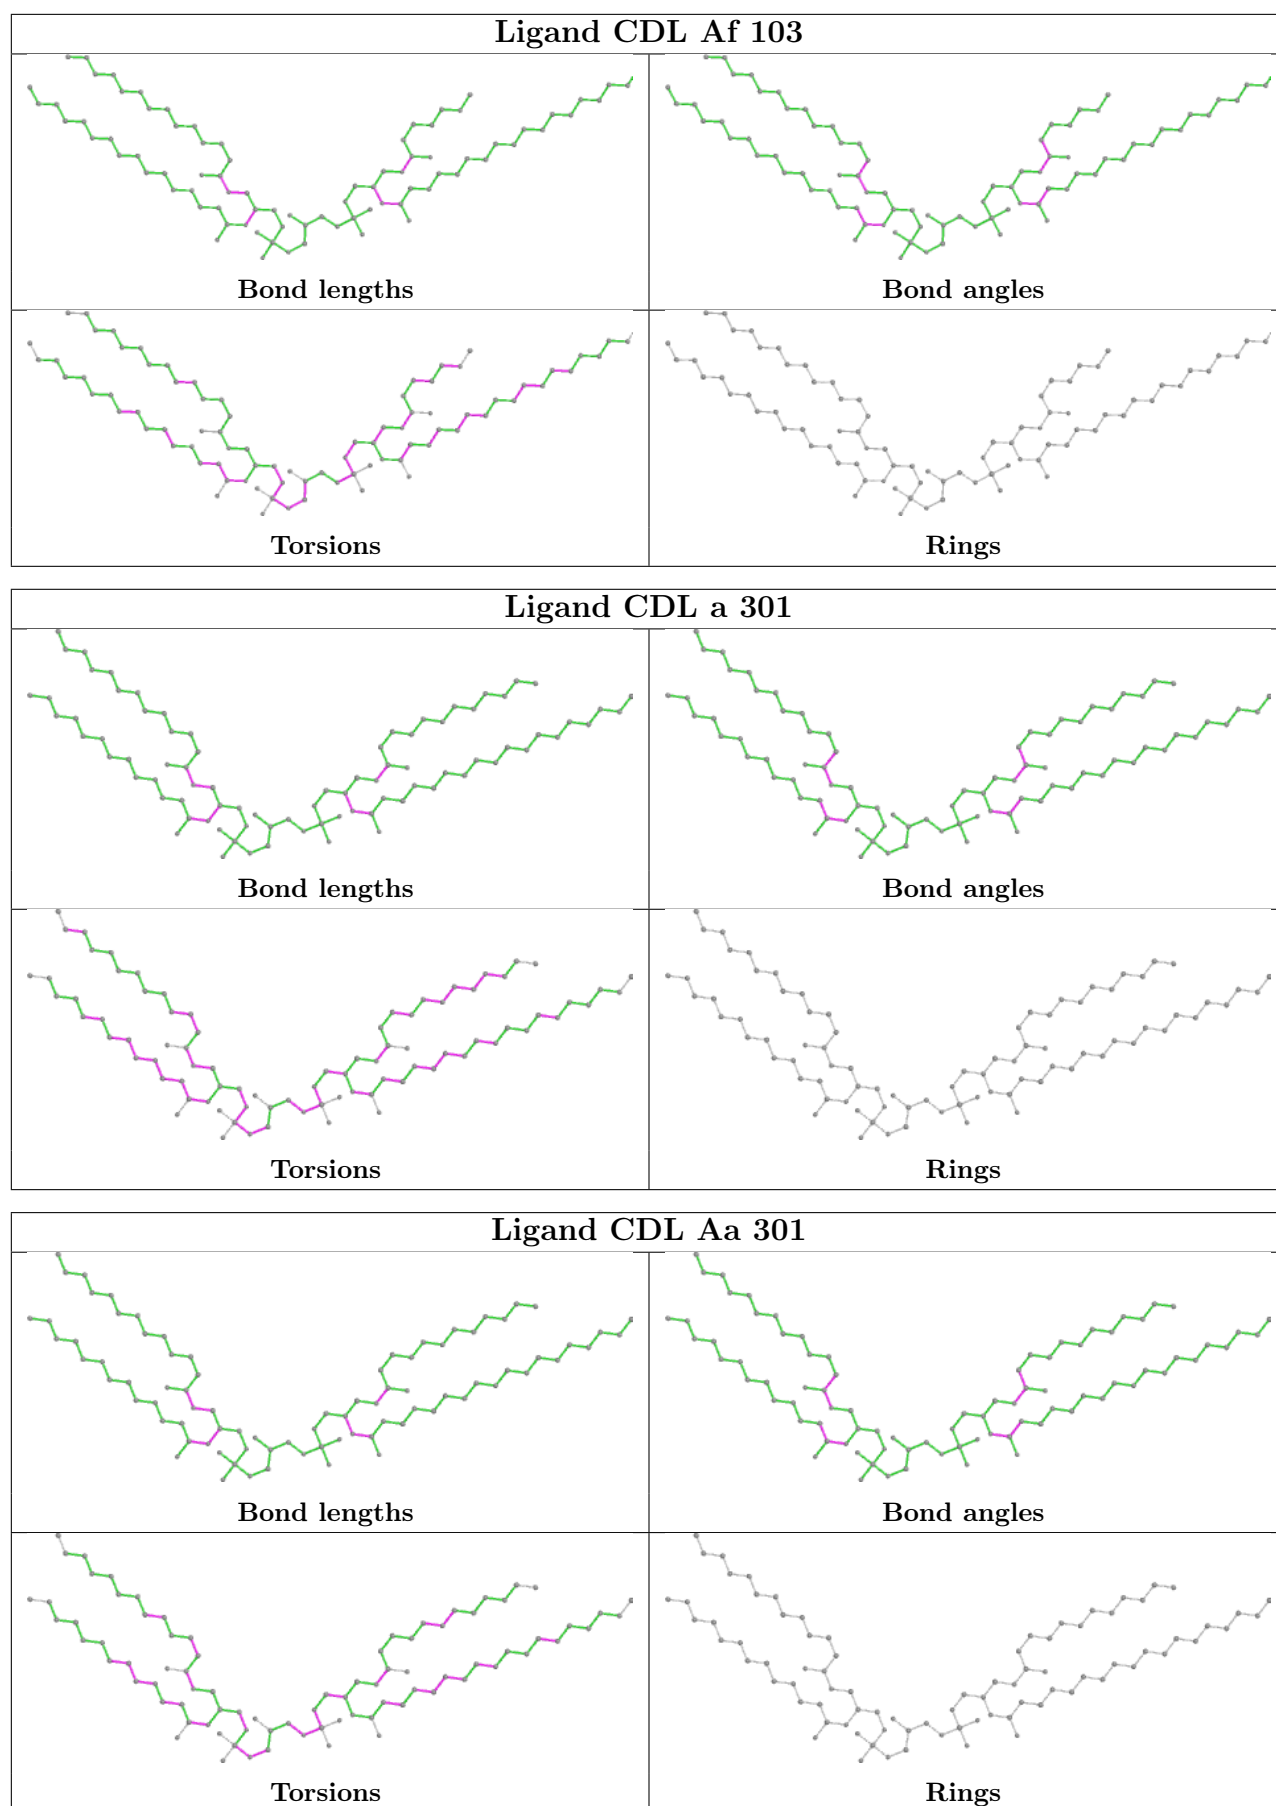 Ligand CDL Af 103
Bond lengths
Bond angles
Torsions
Rings
Ligand CDL a 301
Bond lengths
Bond angles
Torsions
Rings
Ligand CDL Aa 301
Bond lengths
Bond angles
Torsions
Rings